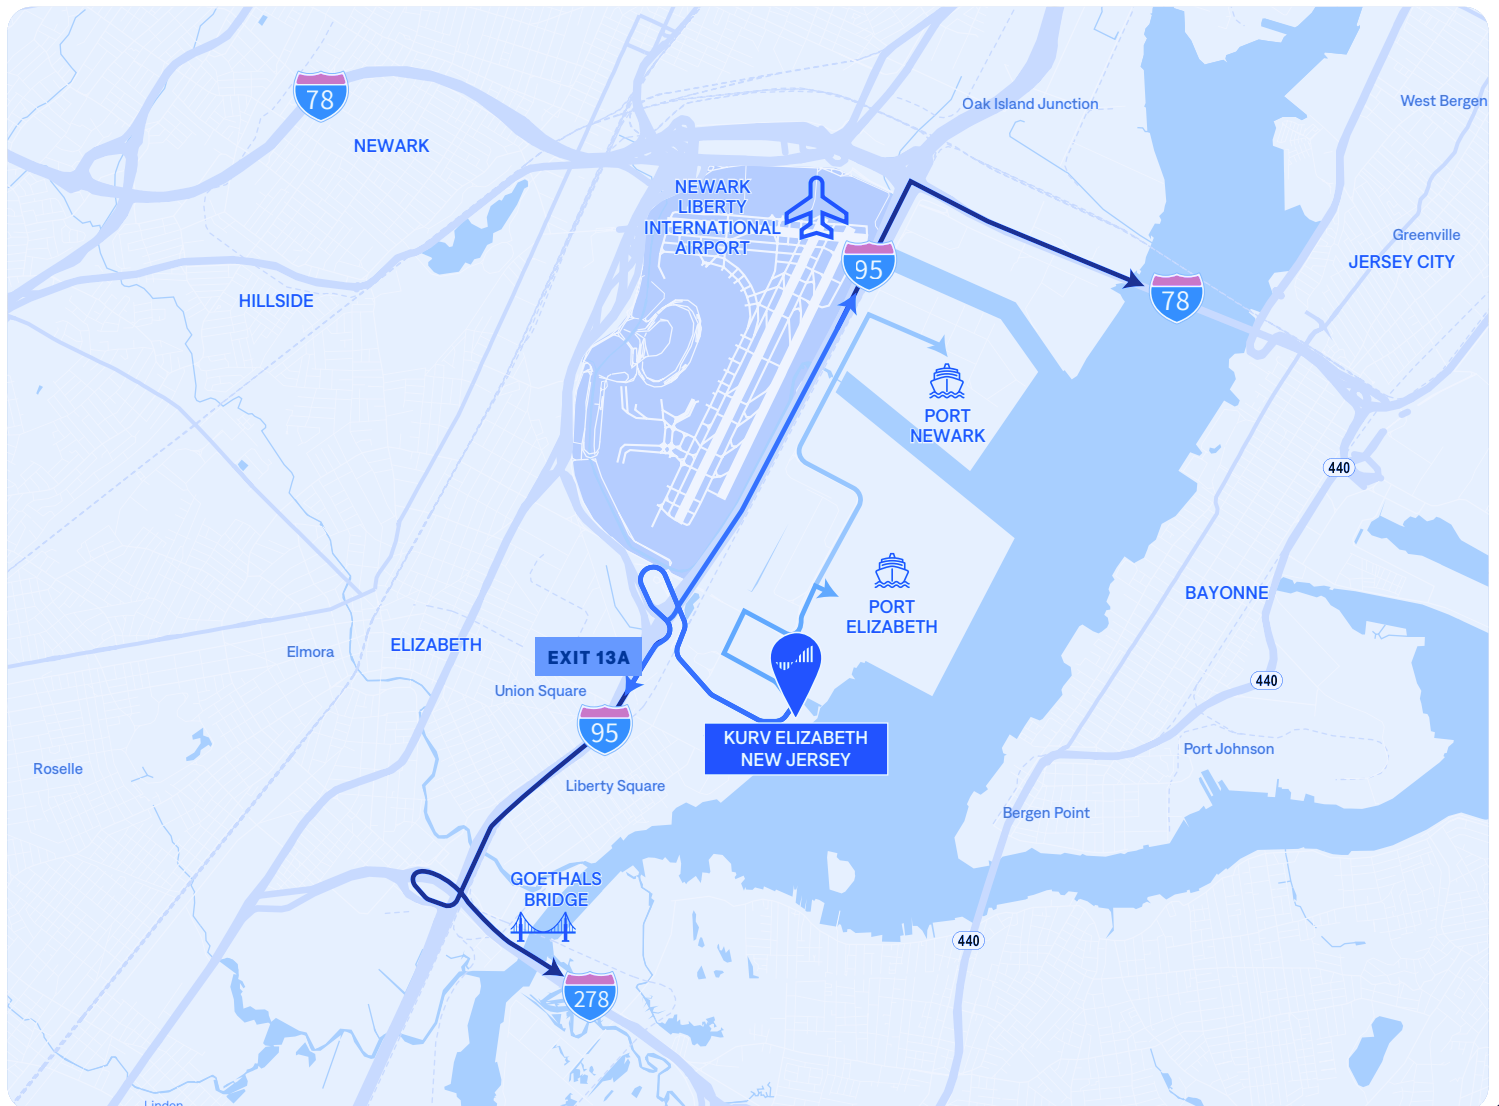 78
Oak Island Junction
West Bergen
NEWARK
NEWARK
LIBERTY
INTERNATIONAL
AIRPORT
Greenville
JERSEY CITY
95
78
HILLSIDE
PORT
NEWARK
440
BAYONNE
PORT
ELIZABETH
ELIZABETH
Elmora
EXIT 13A
Union Square
440
95
KURV ELIZABETH
NEW JERSEY
Port Johnson
Roselle
Liberty Square
Bergen Point
GOETHALS
BRIDGE
440
278
Linden